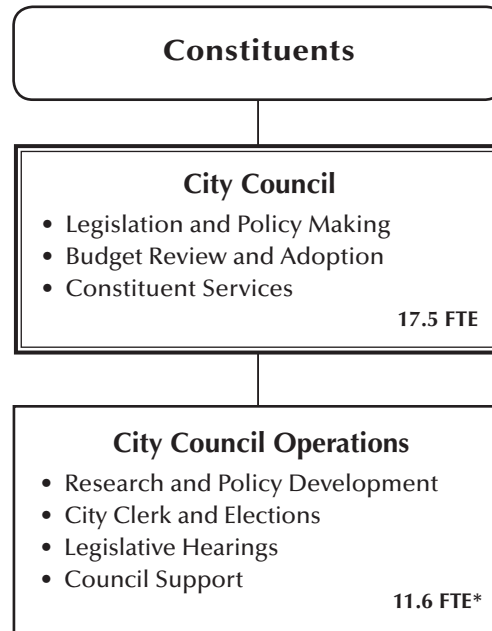 Constituents
City Council
• Legislation and Policy Making
• Budget Review and Adoption
• Constituent Services
17.5 FTE
City Council Operations
• Research and Policy Development
• City Clerk and Elections
• Legislative Hearings
• Council Support
11.6 FTE*